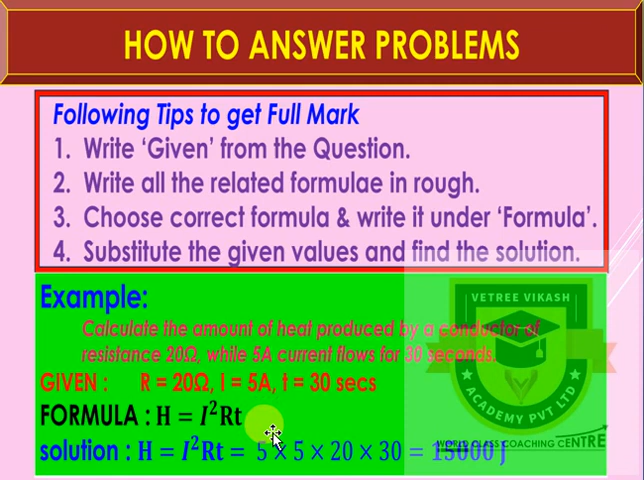 HOW TO ANSWER PROBLEMS
Following Tips to get Full Mark
1. Write ‘Given’ from the Question.
2. Write all the related formulae in rough.
3. Choose correct formula & write it under ‘Formula’.
4. Substitute the given values and find the solution.
Example:
Calculate the amount of heat produced by a conductor of
resistance 20Ω, while 5A current flows for 30 seconds.
GIVEN : R = 20Ω, I = 5A, t = 30 secs
FORMULA : H = I²Rt
solution : H = I²Rt = 5 × 5 × 20 × 30 = 15000 J
VETREE VIKASH
ACADEMY PVT LTD
WORLD CLASS COACHING CENTRE